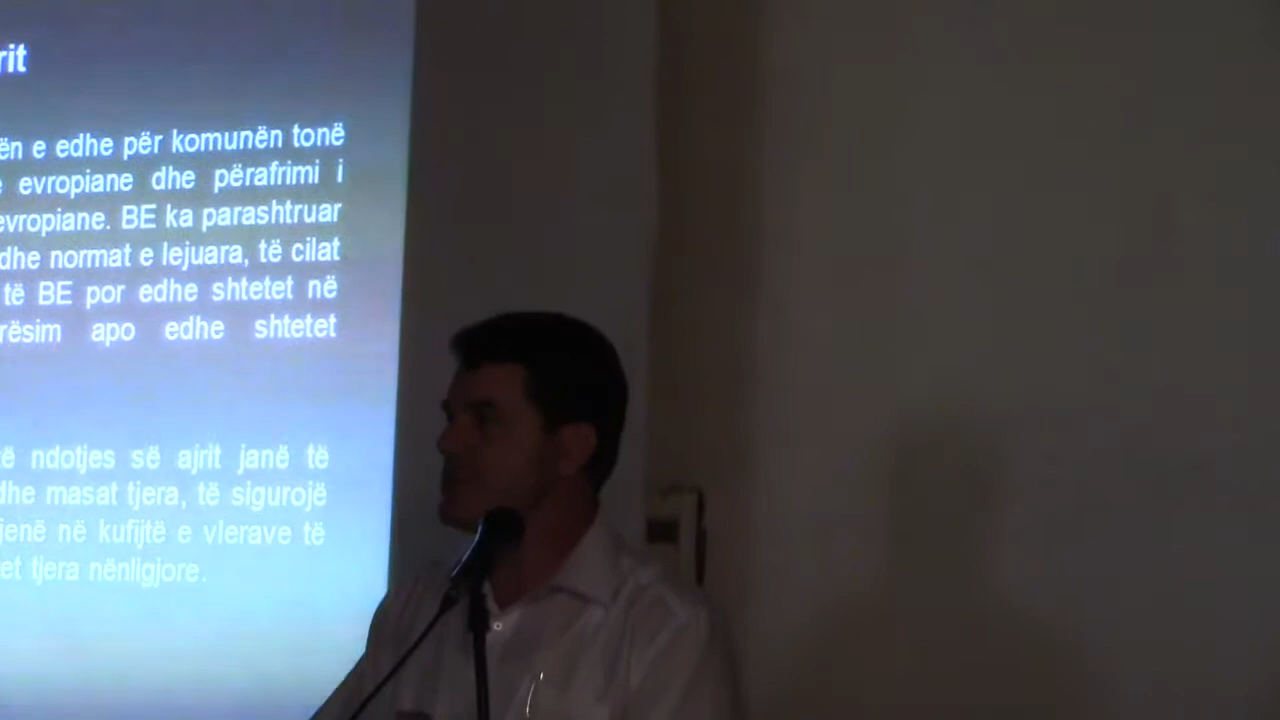 rit
ën e edhe për komunën tonë
e evropiane dhe përafrimi i
evropiane. BE ka parashtruar
dhe normat e lejuara, të cilat
të BE por edhe shtetet në
rësim apo edhe shtetet
ë ndotjes së ajrit janë të
dhe masat tjera, të sigurojë
jenë në kufijtë e vlerave të
et tjera nënligjore.